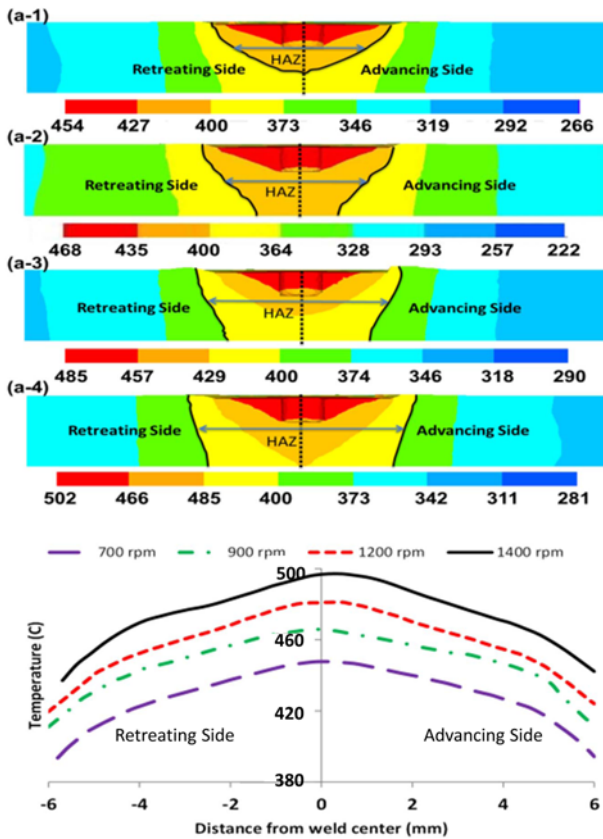 (a-1)
HAZ
Retreating Side Advancing Side
454 427 400 373 346 319 292 266
(a-2)
Retreating Side Advancing Side
HAZ
468 435 400 364 328 293 257 222
(a-3)
Retreating Side Advancing Side
HAZ
485 457 429 400 374 346 318 290
(a-4)
Retreating Side Advancing Side
HAZ
502 466 485 400 373 342 311 281
700 rpm 900 rpm 1200 rpm 1400 rpm
Temperature (C)
500
460
420
380
Retreating Side Advancing Side
-6 -4 -2 0 2 4 6
Distance from weld center (mm)